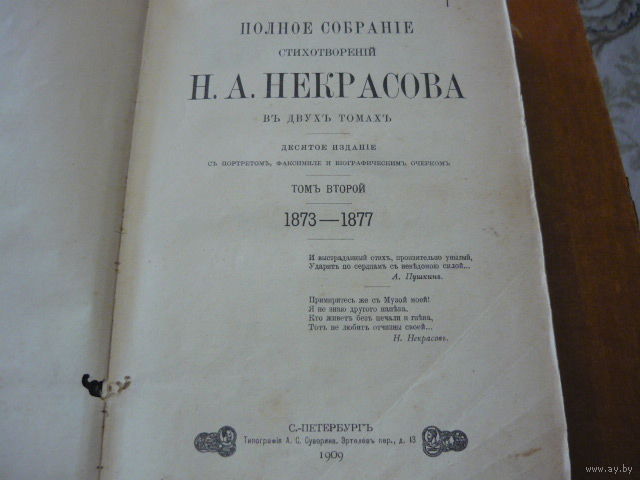 ПОЛНОЕ СОБРАНІЕ
СТИХОТВОРЕНІЙ
Н. А. НЕКРАСОВА
ВЪ ДВУХЪ ТОМАХЪ
ДЕСЯТОЕ ИЗДАНІЕ
СЪ ПОРТРЕТОМЪ, ФАКСИМИЛЕ И БІОГРАФИЧЕСКИМЪ ОЧЕРКОМЪ
ТОМЪ ВТОРОЙ
1873—1877
И выстраданный стихъ, пронзительно унылый,
Ударитъ по сердцамъ съ невѣдомою силой...
А. Пушкинъ.
Примиритесь же съ Музой моей!
Я не знаю другого напѣва.
Кто живетъ безъ печали и гнѣва,
Тотъ не любитъ отчизны своей...
Н. Некрасовъ.
С.-ПЕТЕРБУРГЪ
Типографія А. С. Суворина. Эртелевъ пер., д. 13
1909
www.ay.by